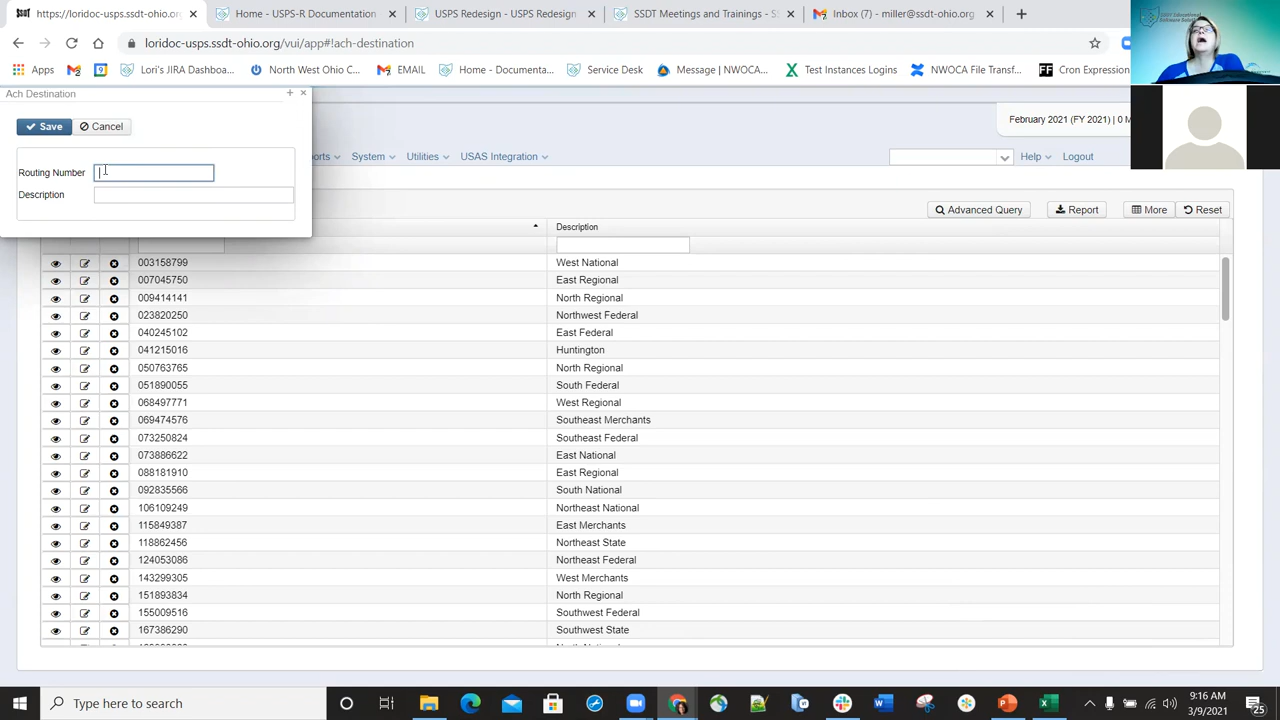 https://loridoc-usps.ssdt-ohio.org/
Home - USPS-R Documentation
USPS Redesign - USPS Redesign
SSDT Meetings and Trainings - S
Inbox (7) - miller@ssdt-ohio.org
loridoc-usps.ssdt-ohio.org/vui/app#!ach-destination
Apps
Lori's JIRA Dashboa...
North West Ohio C...
EMAIL
Home - Documenta...
Service Desk
Message | NWOCA...
Test Instances Logins
NWOCA File Transf...
Cron Expression
Ach Destination
Save
Cancel
Routing Number
Description
February 2021 (FY 2021) | 0 M
orts
System
Utilities
USAS Integration
Help
Logout
Advanced Query
Report
More
Reset
Description
003158799 West National
007045750 East Regional
009414141 North Regional
023820250 Northwest Federal
040245102 East Federal
041215016 Huntington
050763765 North Regional
051890055 South Federal
068497771 West Regional
069474576 Southeast Merchants
073250824 Southeast Federal
073886622 East National
088181910 East Regional
092835566 South National
106109249 Northeast National
115849387 East Merchants
118862456 Northeast State
124053086 Northeast Federal
143299305 West Merchants
151893834 North Regional
155009516 Southwest Federal
167386290 Southwest State
Type here to search
9:16 AM
3/9/2021
25